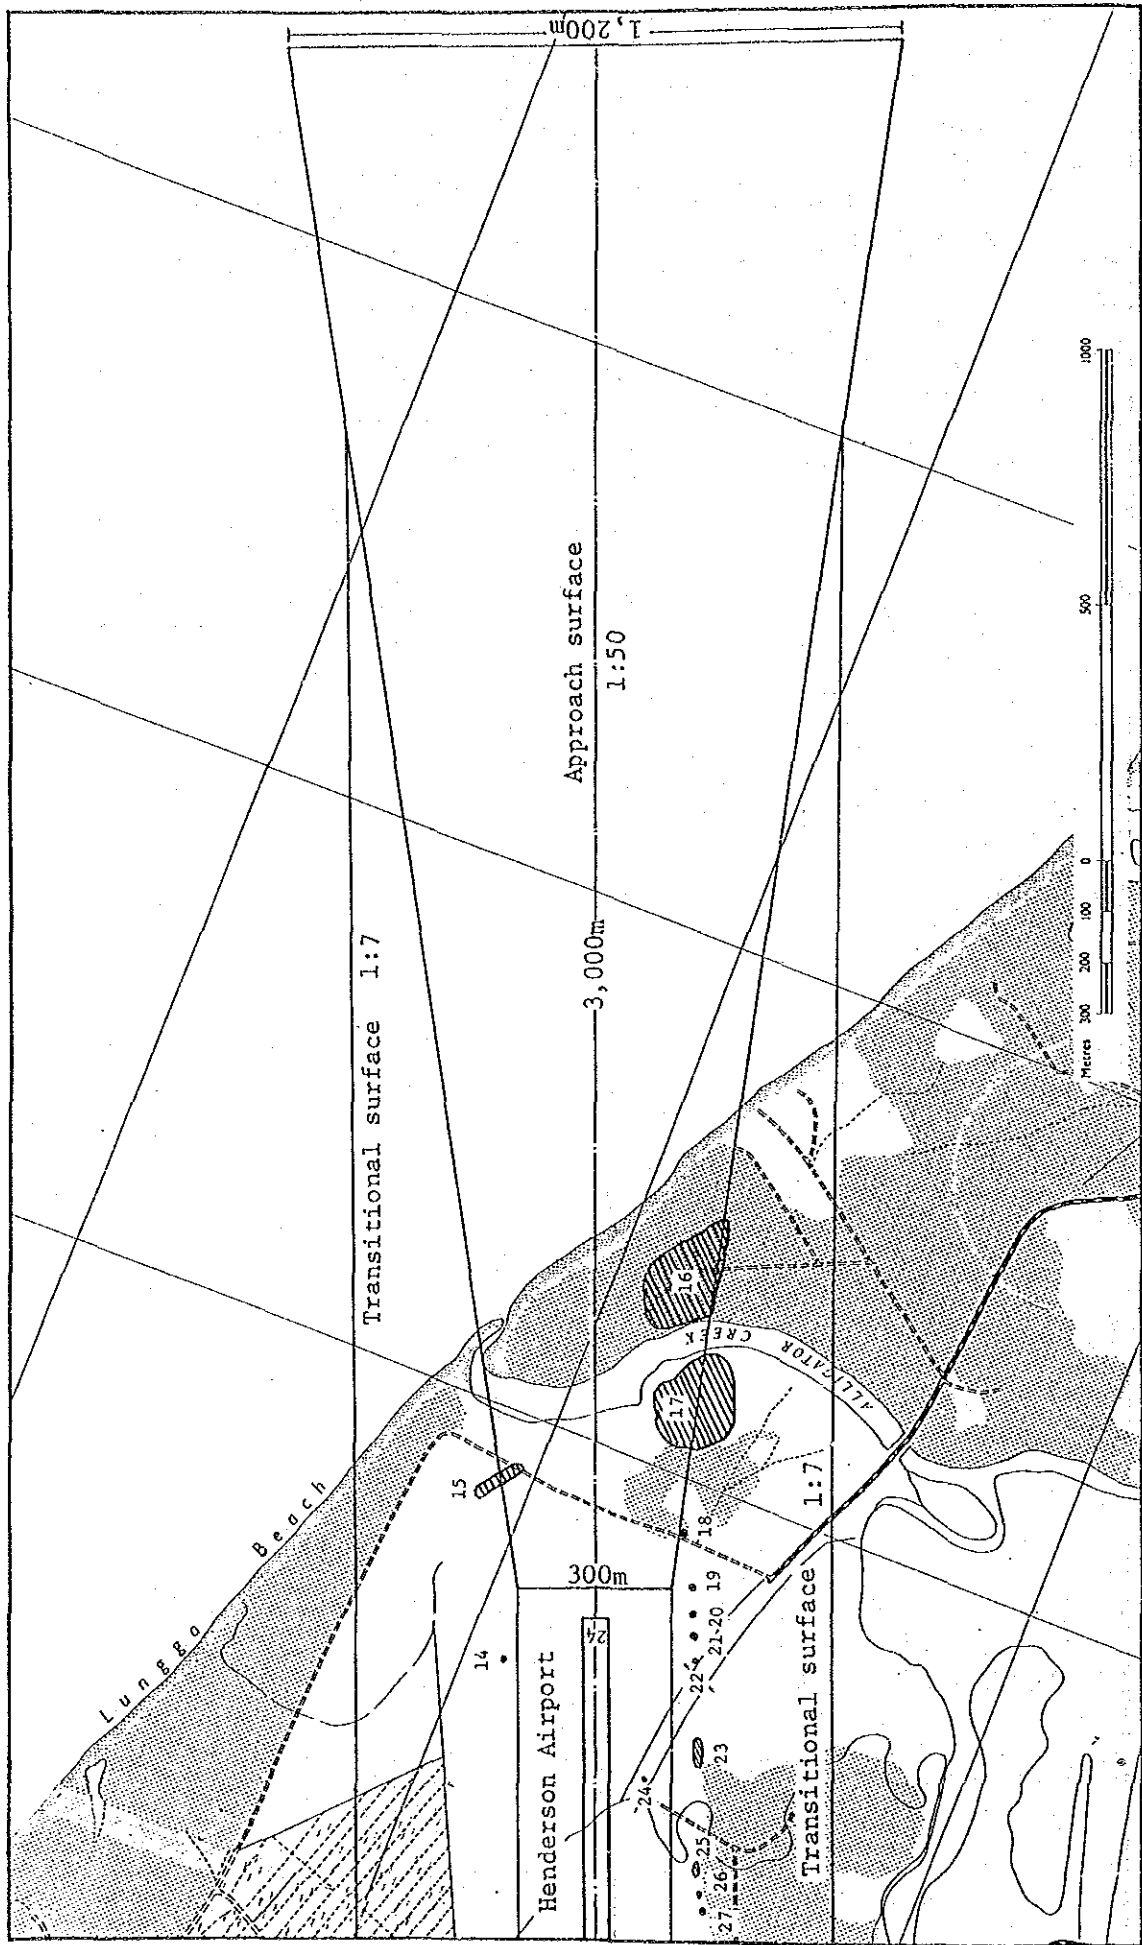 1,200m
Approach surface
1:50
3,000m
Transitional surface 1:7
Lungga Beach
15
14
300m
24
Henderson Airport
16
17
ALLIGATOR CREEK
18
19
20
21
22
23
24
25
26
27
Transitional surface 1:7
Metres 300 200 100 0 500 1000